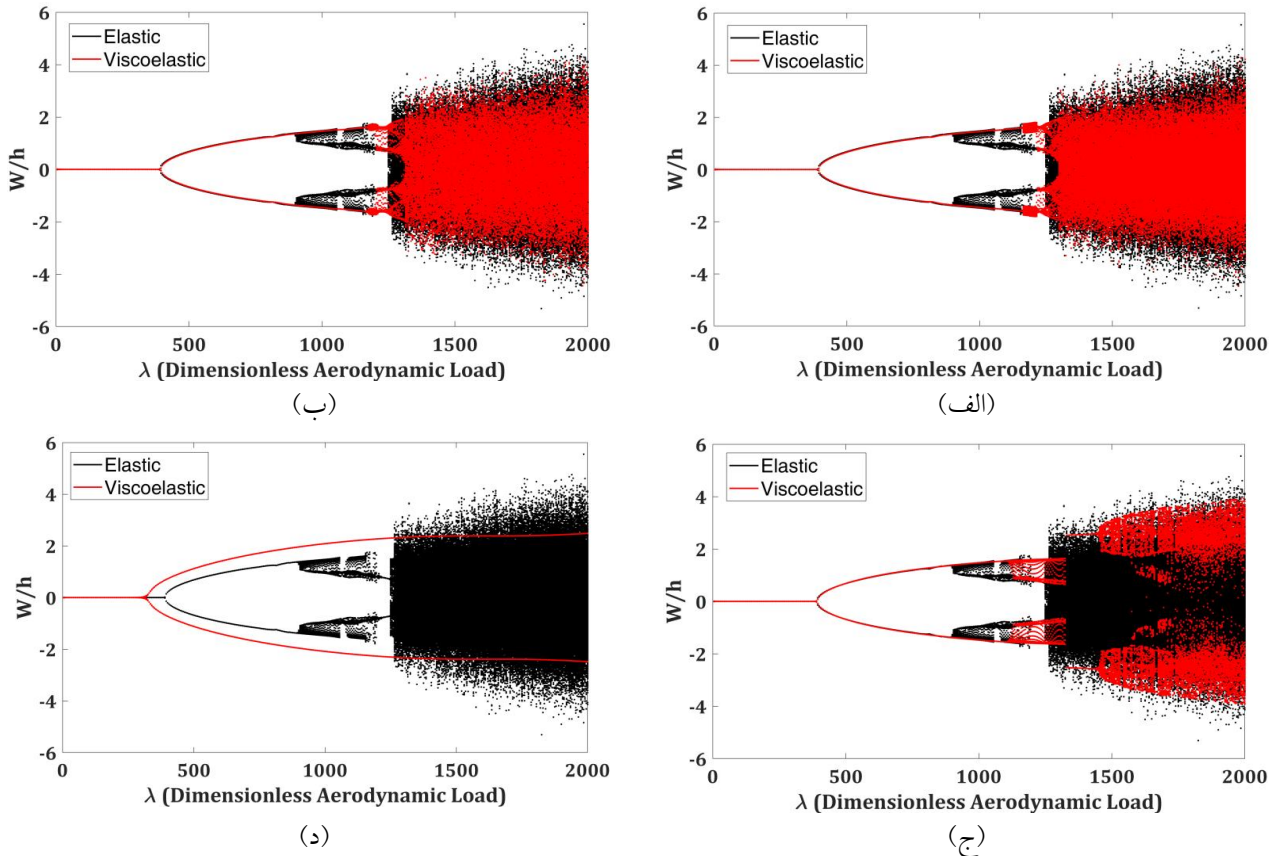 6
4
2
0
-2
-4
-6
W/h
Elastic
Viscoelastic
0 500 1000 1500 2000
λ (Dimensionless Aerodynamic Load)
(الف)
6
4
2
0
-2
-4
-6
W/h
Elastic
Viscoelastic
0 500 1000 1500 2000
λ (Dimensionless Aerodynamic Load)
(ب)
6
4
2
0
-2
-4
-6
W/h
Elastic
Viscoelastic
0 500 1000 1500 2000
λ (Dimensionless Aerodynamic Load)
(ج)
6
4
2
0
-2
-4
-6
W/h
Elastic
Viscoelastic
0 500 1000 1500 2000
λ (Dimensionless Aerodynamic Load)
(د)